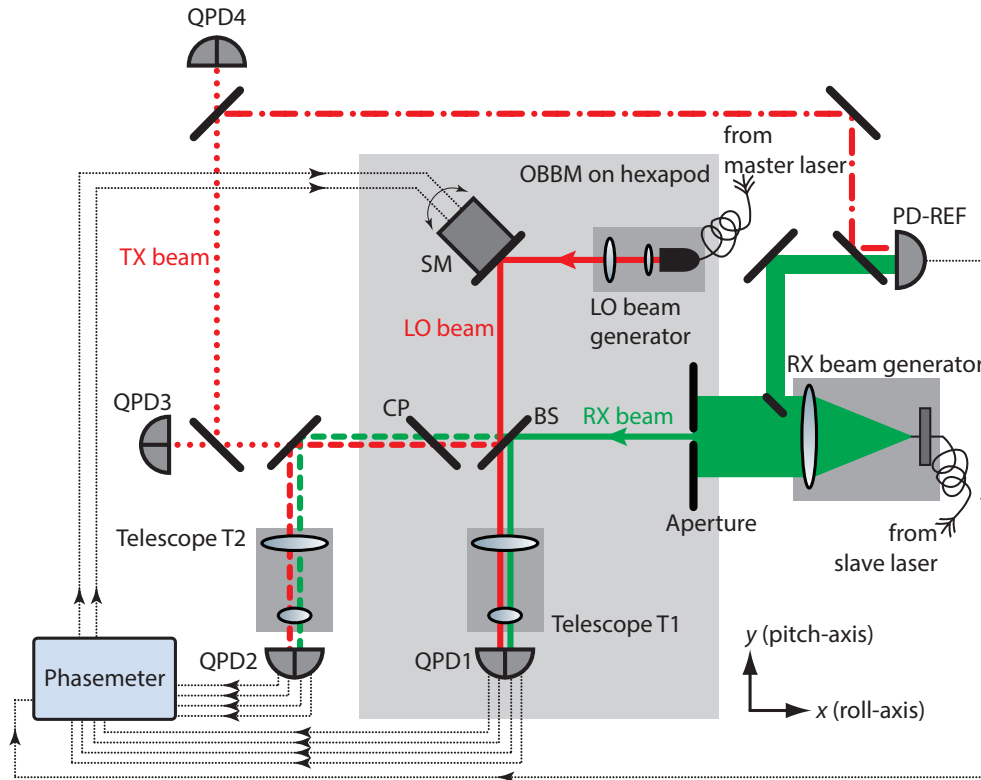 QPD4
from
master laser
OBBM on hexapod
PD-REF
TX beam
SM
LO beam
LO beam
generator
RX beam generator
QPD3
CP
BS
RX beam
Aperture
Telescope T2
from
slave laser
Telescope T1
y (pitch-axis)
QPD2
QPD1
Phasemeter
x (roll-axis)